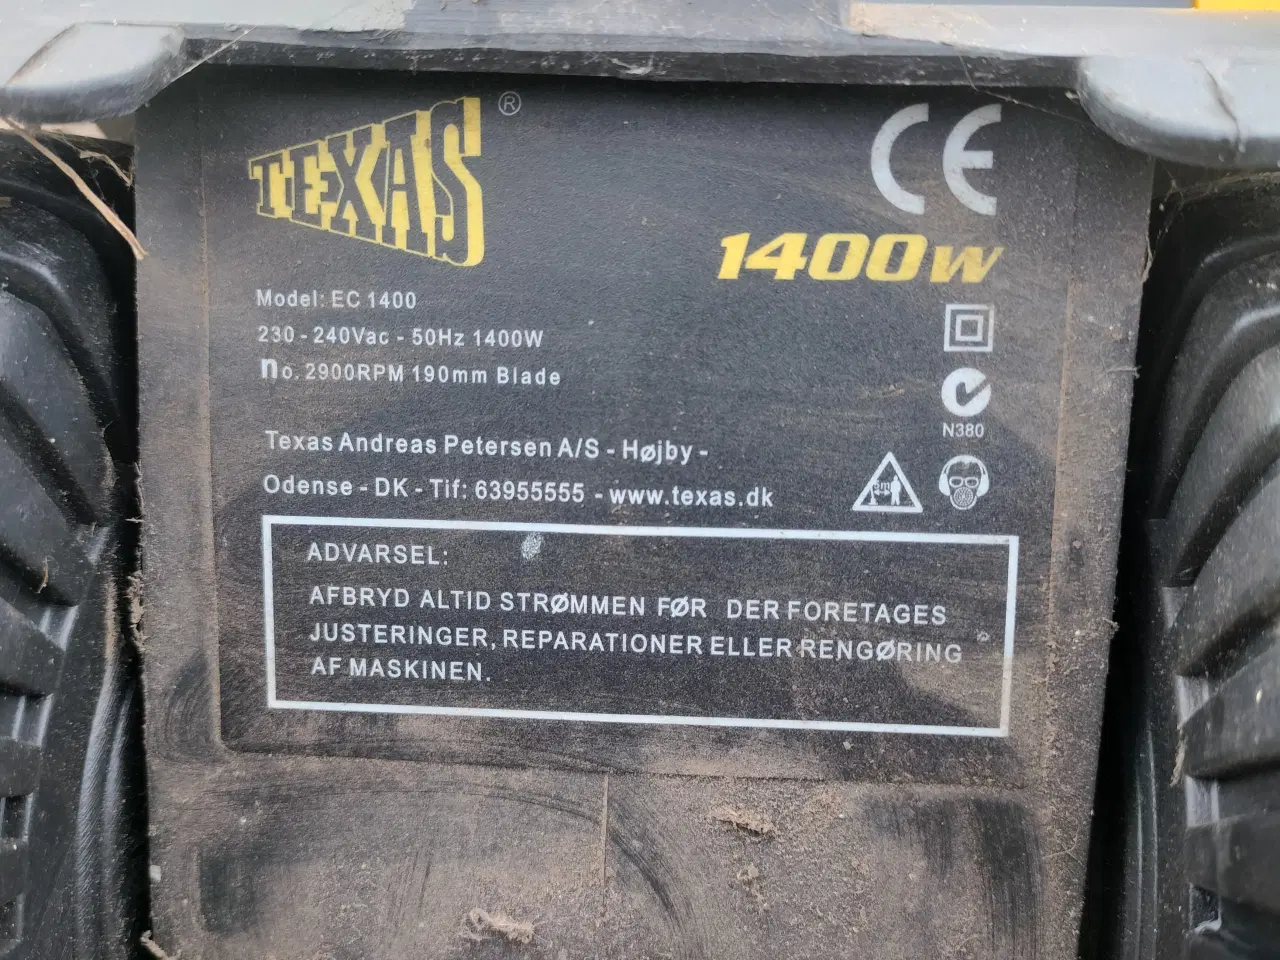 TEXAS ®
CE
1400W
Model: EC 1400
230 - 240Vac - 50Hz 1400W
no. 2900RPM 190mm Blade
N380
Texas Andreas Petersen A/S - Højby -
Odense - DK - Tif: 63955555 - www.texas.dk
5m
ADVARSEL:
AFBRYD ALTID STRØMMEN FØR DER FORETAGES
JUSTERINGER, REPARATIONER ELLER RENGØRING
AF MASKINEN.